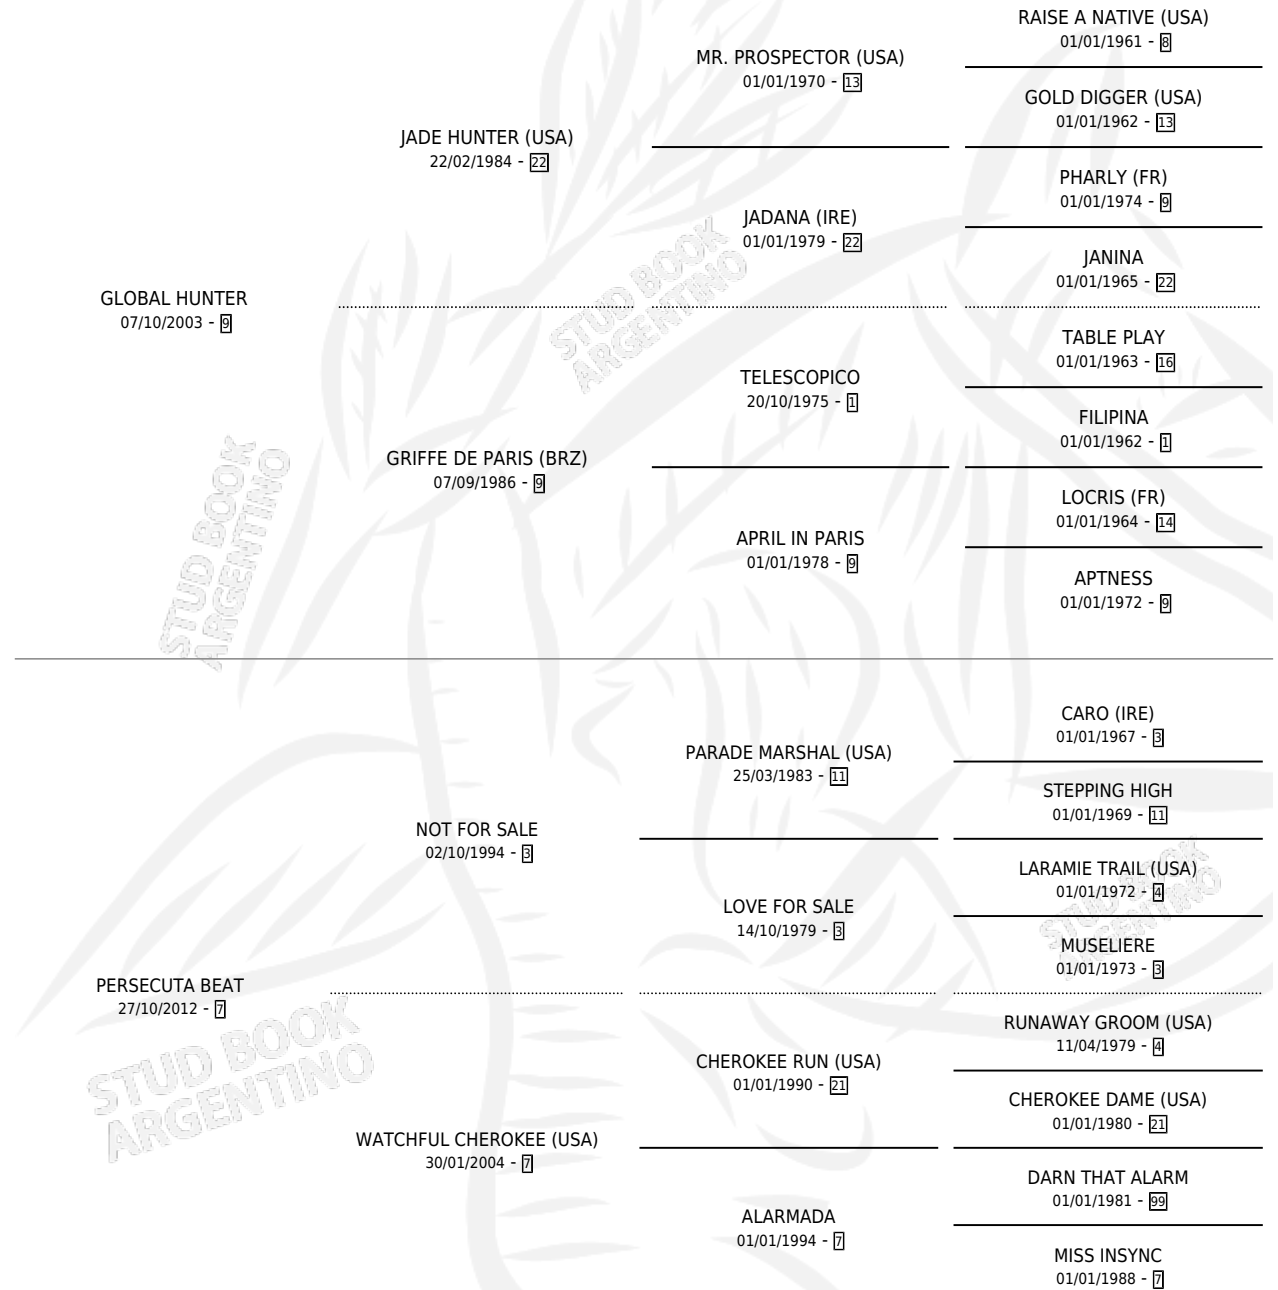 RAISE A NATIVE (USA)
01/01/1961 - 8
MR. PROSPECTOR (USA)
01/01/1970 - 13
GOLD DIGGER (USA)
01/01/1962 - 13
JADE HUNTER (USA)
22/02/1984 - 22
PHARLY (FR)
01/01/1974 - 9
JADANA (IRE)
01/01/1979 - 22
JANINA
01/01/1965 - 22
GLOBAL HUNTER
07/10/2003 - 9
TABLE PLAY
01/01/1963 - 16
TELESCOPICO
20/10/1975 - 1
FILIPINA
01/01/1962 - 1
GRIFFE DE PARIS (BRZ)
07/09/1986 - 9
LOCRIS (FR)
01/01/1964 - 14
APRIL IN PARIS
01/01/1978 - 9
APTNESS
01/01/1972 - 9
CARO (IRE)
01/01/1967 - 3
PARADE MARSHAL (USA)
25/03/1983 - 11
STEPPING HIGH
01/01/1969 - 11
NOT FOR SALE
02/10/1994 - 3
LARAMIE TRAIL (USA)
01/01/1972 - 4
LOVE FOR SALE
14/10/1979 - 3
MUSELIERE
01/01/1973 - 3
PERSECUTA BEAT
27/10/2012 - 7
RUNAWAY GROOM (USA)
11/04/1979 - 4
CHEROKEE RUN (USA)
01/01/1990 - 21
CHEROKEE DAME (USA)
01/01/1980 - 21
WATCHFUL CHEROKEE (USA)
30/01/2004 - 7
DARN THAT ALARM
01/01/1981 - 99
ALARMADA
01/01/1994 - 7
MISS INSYNC
01/01/1988 - 7
STUD BOOK
ARGENTINO
STUD BOOK
ARGENTINO
STUD BOOK
ARGENTINO
STUD BOOK
ARGENTINO